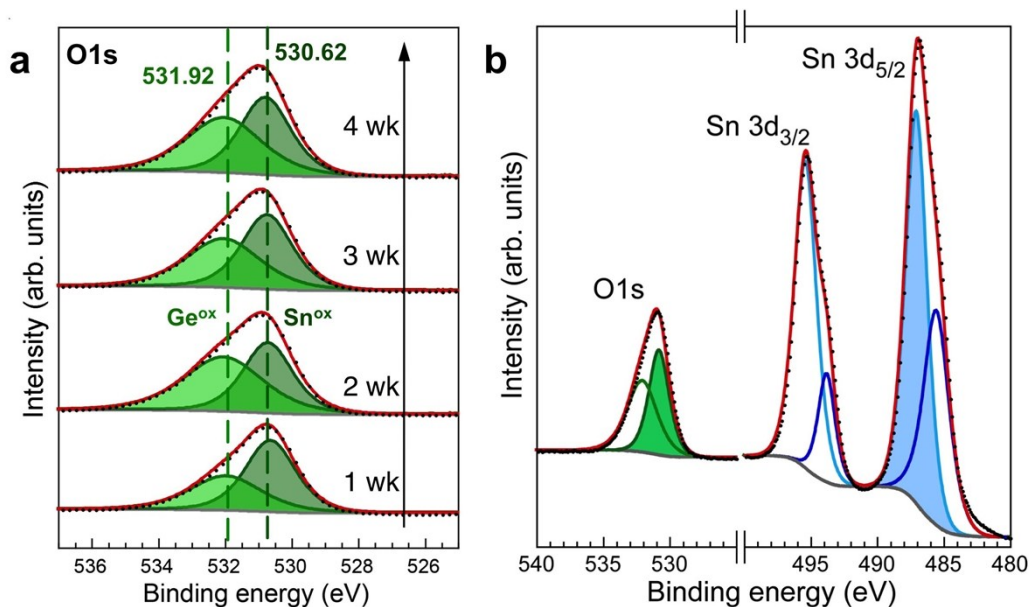 a
O1s
531.92
530.62
4 wk
3 wk
Ge^ox
Sn^ox
2 wk
1 wk
Intensity (arb. units)
536 534 532 530 528 526
Binding energy (eV)
b
Sn 3d_5/2
Sn 3d_3/2
O1s
Intensity (arb. units)
540 535 530 495 490 485 480
Binding energy (eV)